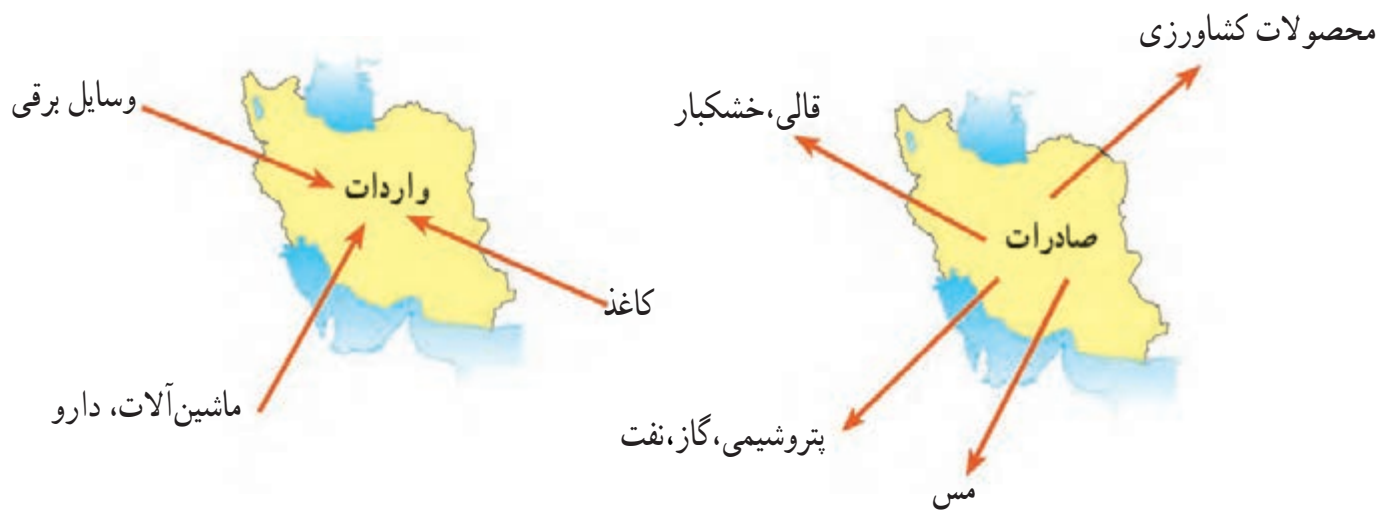 محصولات کشاورزی
قالی،خشکبار
صادرات
پتروشیمی،گاز،نفت
مس
وسایل برقی
واردات
کاغذ
ماشین‌آلات، دارو